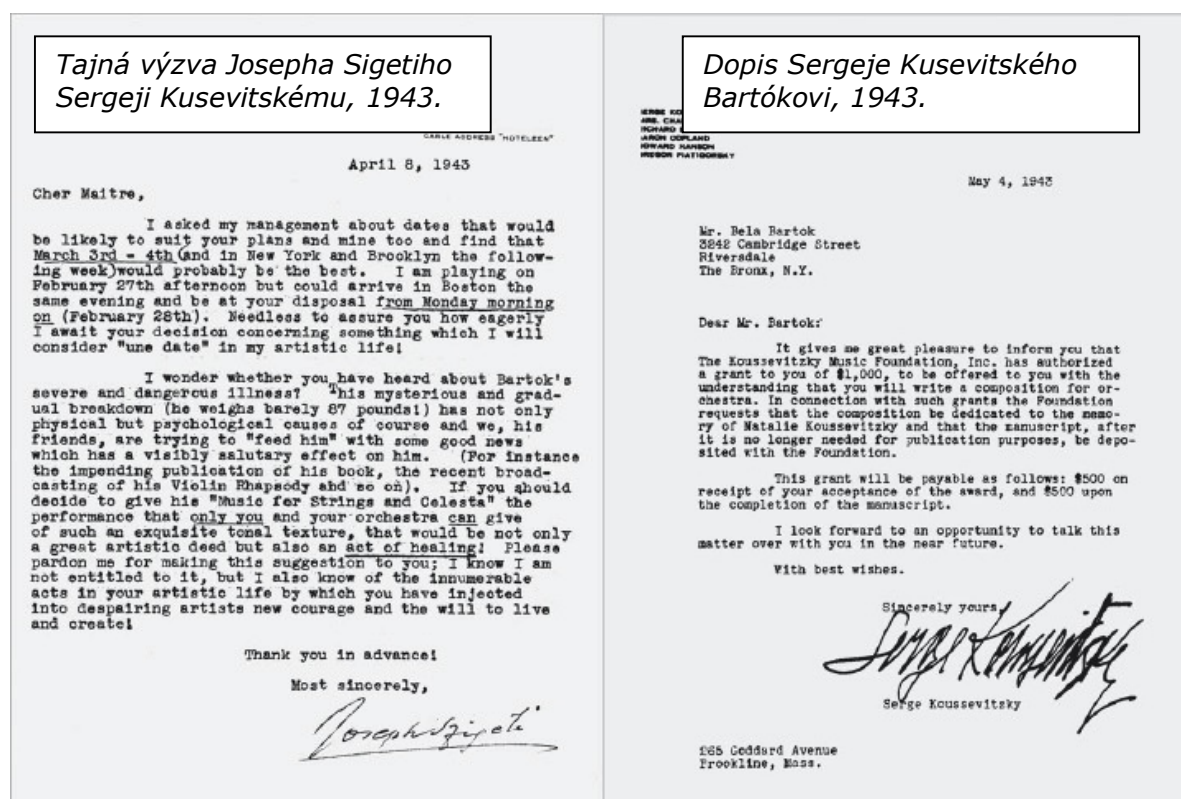 Tajná výzva Josepha Sigetiho
Sergeji Kusevitskému, 1943.
CABLE ADDRESS "HOTELEEN"
April 8, 1943
Cher Maitre,
I asked my management about dates that would
be likely to suit your plans and mine too and find that
March 3rd - 4th (and in New York and Brooklyn the follow-
ing week)would probably be the best. I am playing on
February 27th afternoon but could arrive in Boston the
same evening and be at your disposal from Monday morning
on (February 28th). Needless to assure you how eagerly
I await your decision concerning something which I will
consider "une date" in my artistic life!
I wonder whether you have heard about Bartok's
severe and dangerous illness? This mysterious and grad-
ual breakdown (he weighs barely 87 pounds!) has not only
physical but psychological causes of course and we, his
friends, are trying to "feed him" with some good news
which has a visibly salutary effect on him. (For instance
the impending publication of his book, the recent broad-
casting of his Violin Rhapsody and so on). If you should
decide to give his "Music for Strings and Celesta" the
performance that only you and your orchestra can give
of such an exquisite tonal texture, that would be not only
a great artistic deed but also an act of healing! Please
pardon me for making this suggestion to you; I know I am
not entitled to it, but I also know of the innumerable
acts in your artistic life by which you have injected
into despairing artists new courage and the will to live
and create!
Thank you in advance!
Most sincerely,
Joseph Szigeti
Dopis Sergeje Kusevitského
Bartókovi, 1943.
SERGE
MRS.
RICHARD
AARON COPLAND
HOWARD HANSON
GREGOR PIATIGORSKY
May 4, 1943
Mr. Bela Bartok
3242 Cambridge Street
Riversdale
The Bronx, N.Y.
Dear Mr. Bartok:
It gives me great pleasure to inform you that
The Koussevitzky Music Foundation, Inc. has authorized
a grant to you of $1,000, to be offered to you with the
understanding that you will write a composition for or-
chestra. In connection with such grants the Foundation
requests that the composition be dedicated to the memo-
ry of Natalie Koussevitzky and that the manuscript, after
it is no longer needed for publication purposes, be depo-
sited with the Foundation.
This grant will be payable as follows: $500 on
receipt of your acceptance of the award, and $500 upon
the completion of the manuscript.
I look forward to an opportunity to talk this
matter over with you in the near future.
With best wishes.
Sincerely yours,
Serge Koussevitzky
Serge Koussevitzky
265 Goddard Avenue
Brookline, Mass.